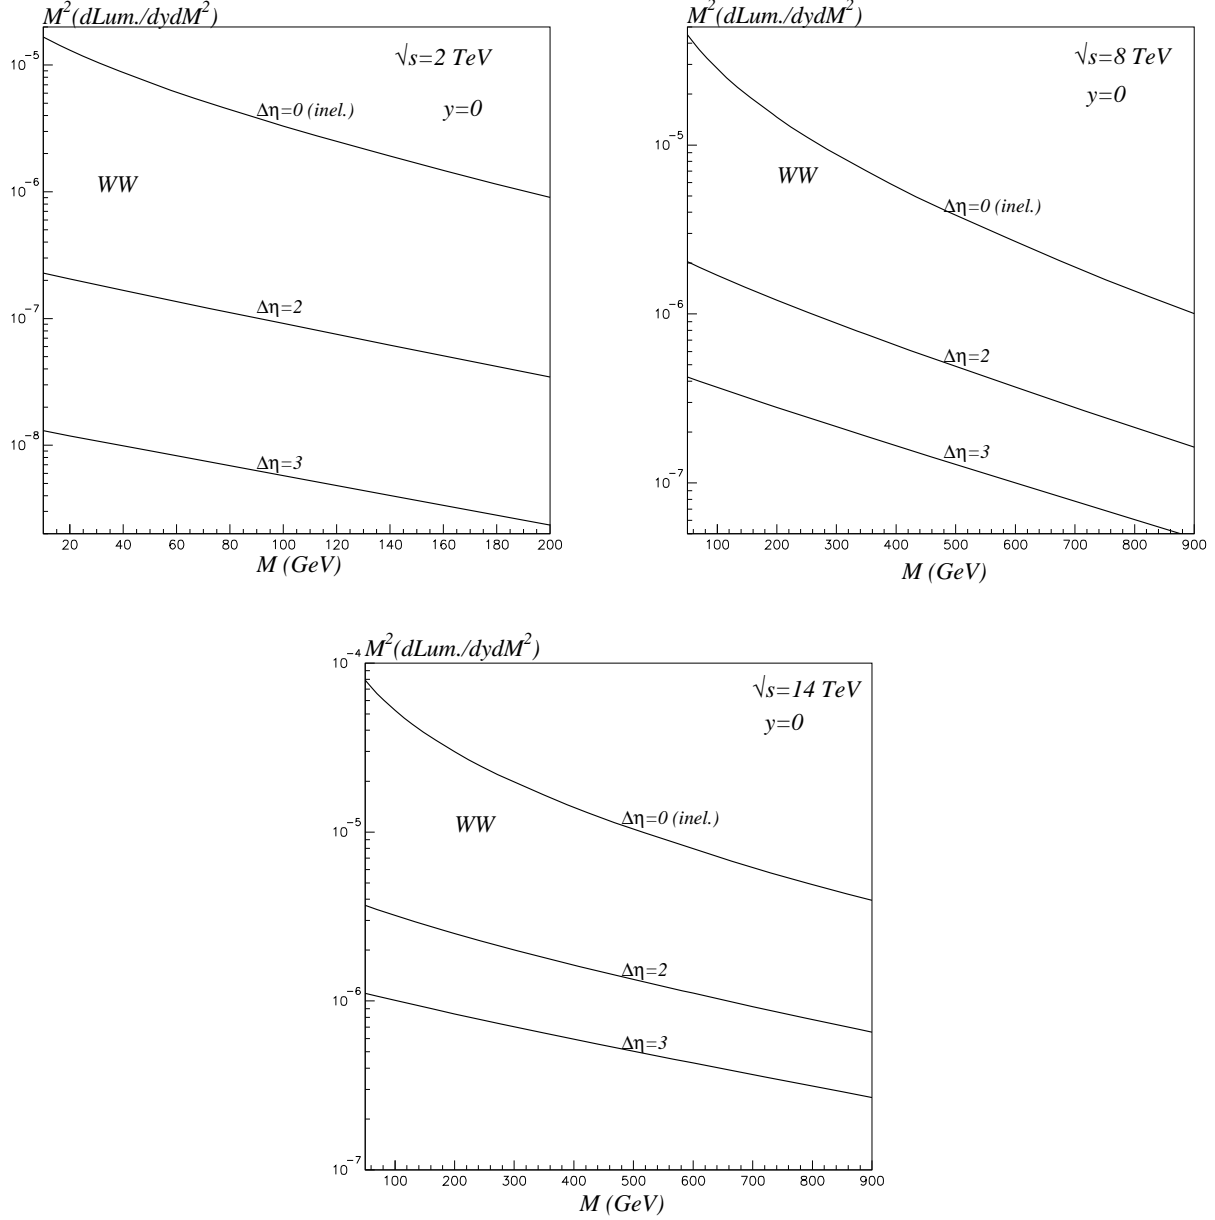 M²(dLum./dydM²)
√s=2 TeV
y=0
Δη=0 (inel.)
WW
Δη=2
Δη=3
10⁻⁵
10⁻⁶
10⁻⁷
10⁻⁸
20 40 60 80 100 120 140 160 180 200
M (GeV)
M²(dLum./dydM²)
√s=8 TeV
y=0
WW
Δη=0 (inel.)
Δη=2
Δη=3
10⁻⁵
10⁻⁶
10⁻⁷
100 200 300 400 500 600 700 800 900
M (GeV)
M²(dLum./dydM²)
√s=14 TeV
y=0
WW
Δη=0 (inel.)
Δη=2
Δη=3
10⁻⁴
10⁻⁵
10⁻⁶
10⁻⁷
100 200 300 400 500 600 700 800 900
M (GeV)